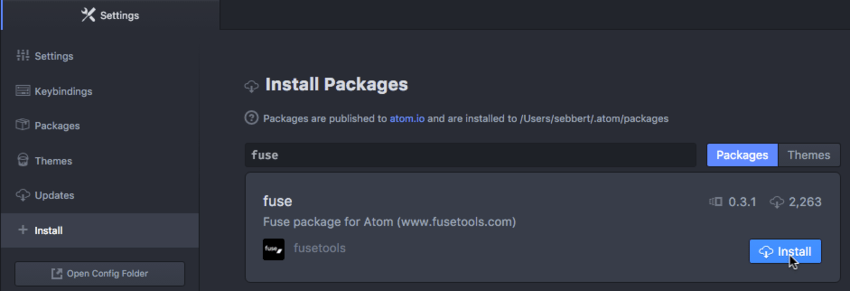 Settings
Settings
Keybindings
Packages
Themes
Updates
Install
Open Config Folder
Install Packages
Packages are published to atom.io and are installed to /Users/sebbert/.atom/packages
fuse
Packages Themes
fuse
0.3.1 2,263
Fuse package for Atom (www.fusetools.com)
fuse fusetools
Install